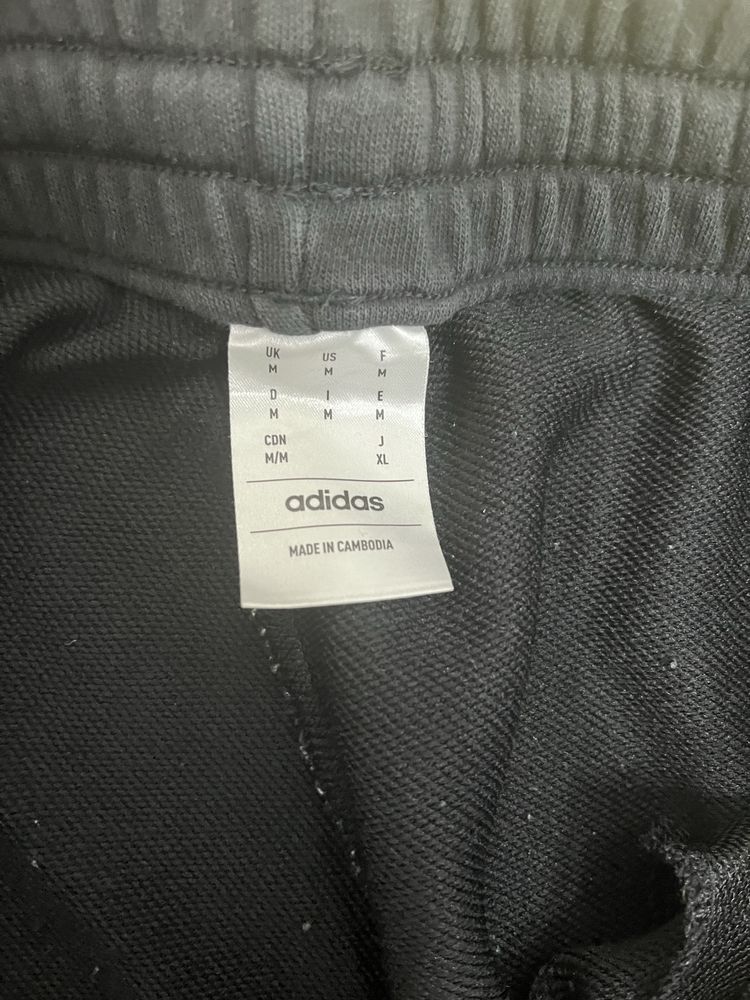 UK US F
M M M
D I E
M M M
CDN J
M/M XL
adidas
MADE IN CAMBODIA